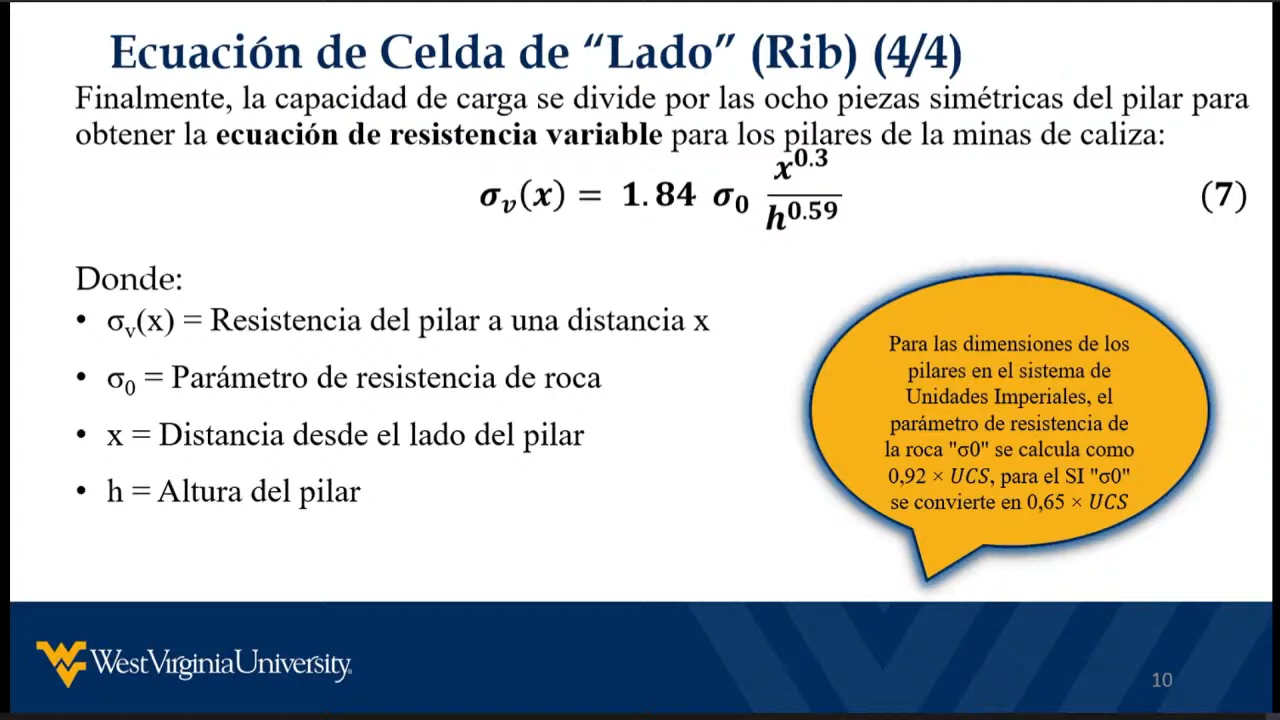 Ecuación de Celda de “Lado” (Rib) (4/4)
Finalmente, la capacidad de carga se divide por las ocho piezas simétricas del pilar para
obtener la ecuación de resistencia variable para los pilares de la minas de caliza:
σᵥ(x) = 1.84 σ₀ x^0.3 / h^0.59 (7)
Donde:
• σᵥ(x) = Resistencia del pilar a una distancia x
• σ₀ = Parámetro de resistencia de roca
• x = Distancia desde el lado del pilar
• h = Altura del pilar
Para las dimensiones de los
pilares en el sistema de
Unidades Imperiales, el
parámetro de resistencia de
la roca "σ0" se calcula como
0,92 × UCS, para el SI "σ0"
se convierte en 0,65 × UCS
WestVirginiaUniversity.
10